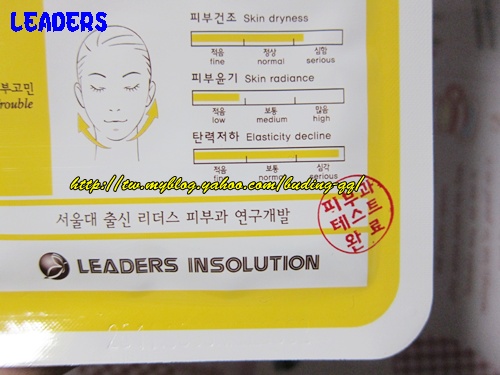 LEADERS
피부건조 Skin dryness
적음 정상 심함
fine normal serious
피부윤기 Skin radiance
적음 보통 많음
low medium high
탄력저하 Elasticity decline
적음 보통 심각
fine normal serious
부고민
rouble
http://tw.myblog.yahoo.com/buding-qq/
서울대 출신 리더스 피부과 연구개발
피부과
테스트
완료
LEADERS INSOLUTION